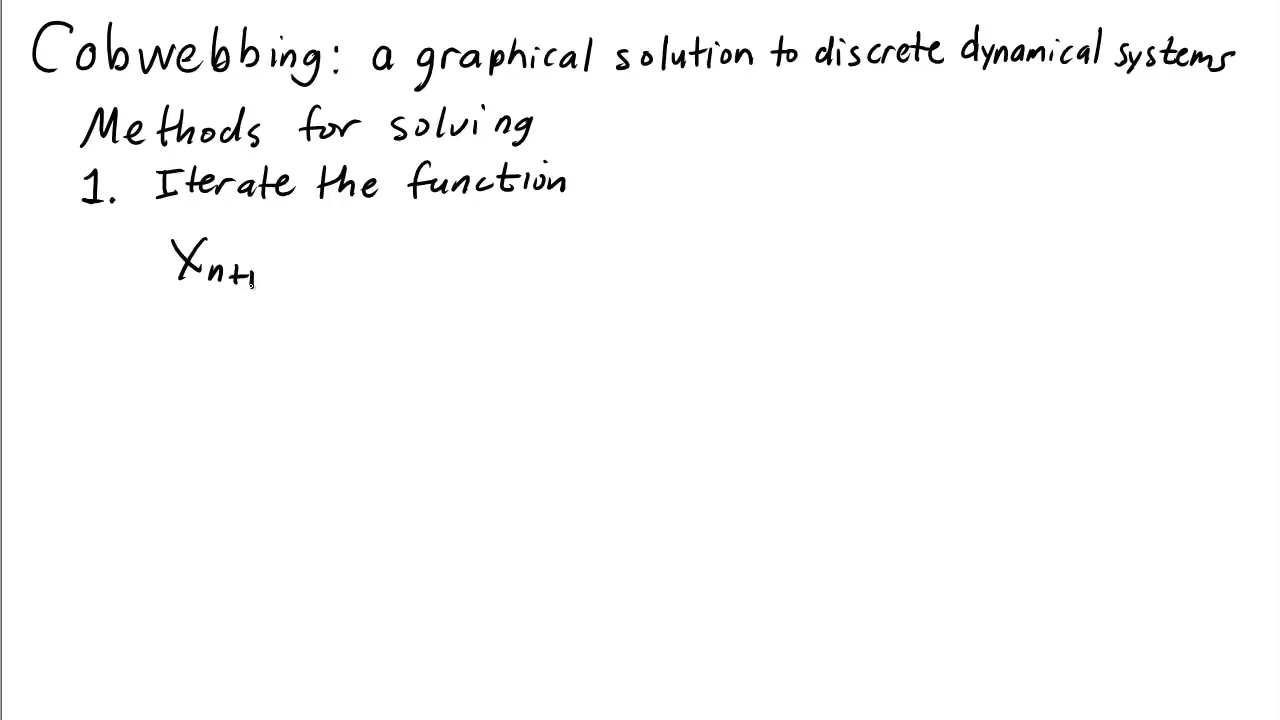 Cobwebbing: a graphical solution to discrete dynamical systems
Methods for solving
1. Iterate the function
Xn+1